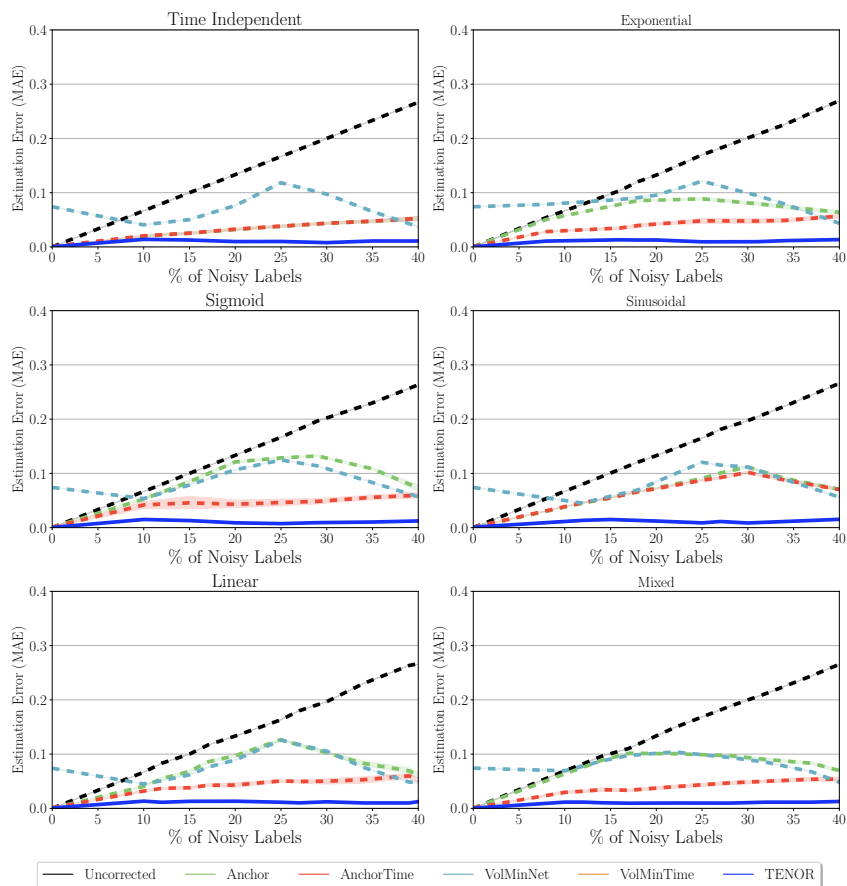 Time Independent
Exponential
0.4
0.3
0.2
0.1
0.0
Estimation Error (MAE)
0 5 10 15 20 25 30 35 40
% of Noisy Labels
0.4
0.3
0.2
0.1
0.0
Estimation Error (MAE)
0 5 10 15 20 25 30 35 40
% of Noisy Labels
Sigmoid
Sinusoidal
0.4
0.3
0.2
0.1
0.0
Estimation Error (MAE)
0 5 10 15 20 25 30 35 40
% of Noisy Labels
0.4
0.3
0.2
0.1
0.0
Estimation Error (MAE)
0 5 10 15 20 25 30 35 40
% of Noisy Labels
Linear
Mixed
0.4
0.3
0.2
0.1
0.0
Estimation Error (MAE)
0 5 10 15 20 25 30 35 40
% of Noisy Labels
0.4
0.3
0.2
0.1
0.0
Estimation Error (MAE)
0 5 10 15 20 25 30 35 40
% of Noisy Labels
Uncorrected Anchor AnchorTime VolMinNet VolMinTime TENOR